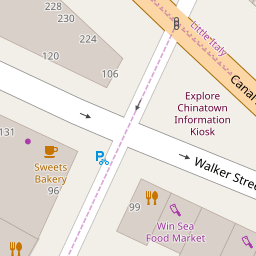 228
230
224
120
106
Little Italy
Canal
Explore
Chinatown
Information
Kiosk
131
Sweets
Bakery
96
Walker Stree
99
Win Sea
Food Market